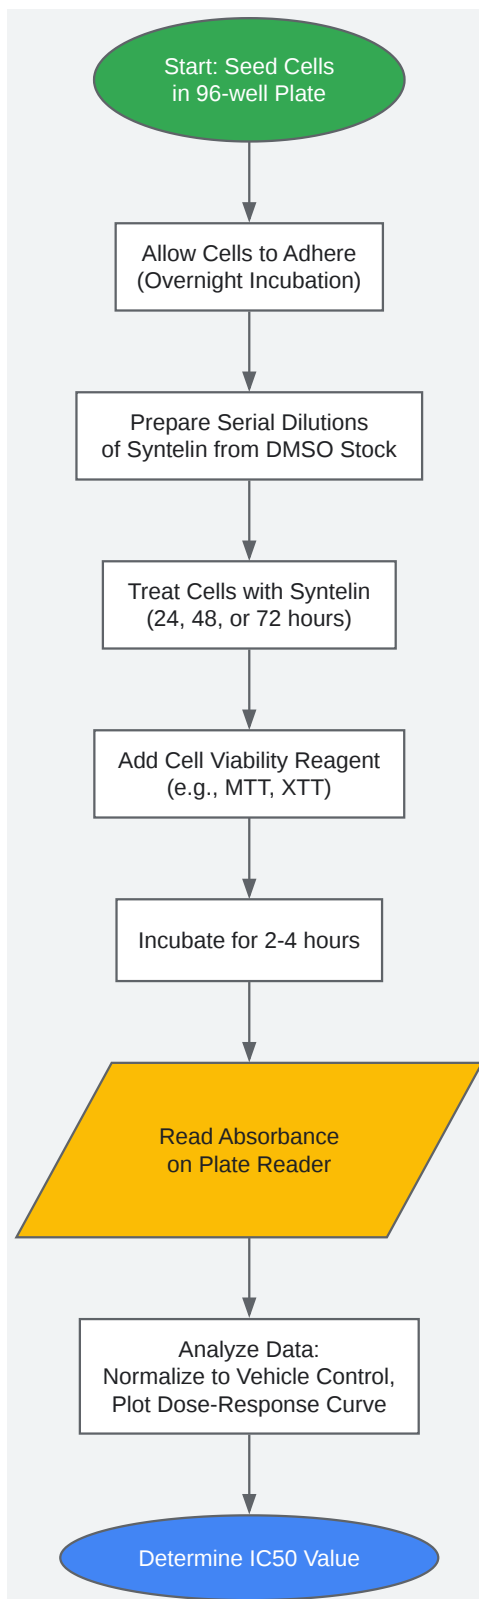 Start: Seed Cells
in 96-well Plate
Allow Cells to Adhere
(Overnight Incubation)
Prepare Serial Dilutions
of Syntelin from DMSO Stock
Treat Cells with Syntelin
(24, 48, or 72 hours)
Add Cell Viability Reagent
(e.g., MTT, XTT)
Incubate for 2-4 hours
Read Absorbance
on Plate Reader
Analyze Data:
Normalize to Vehicle Control,
Plot Dose-Response Curve
Determine IC50 Value